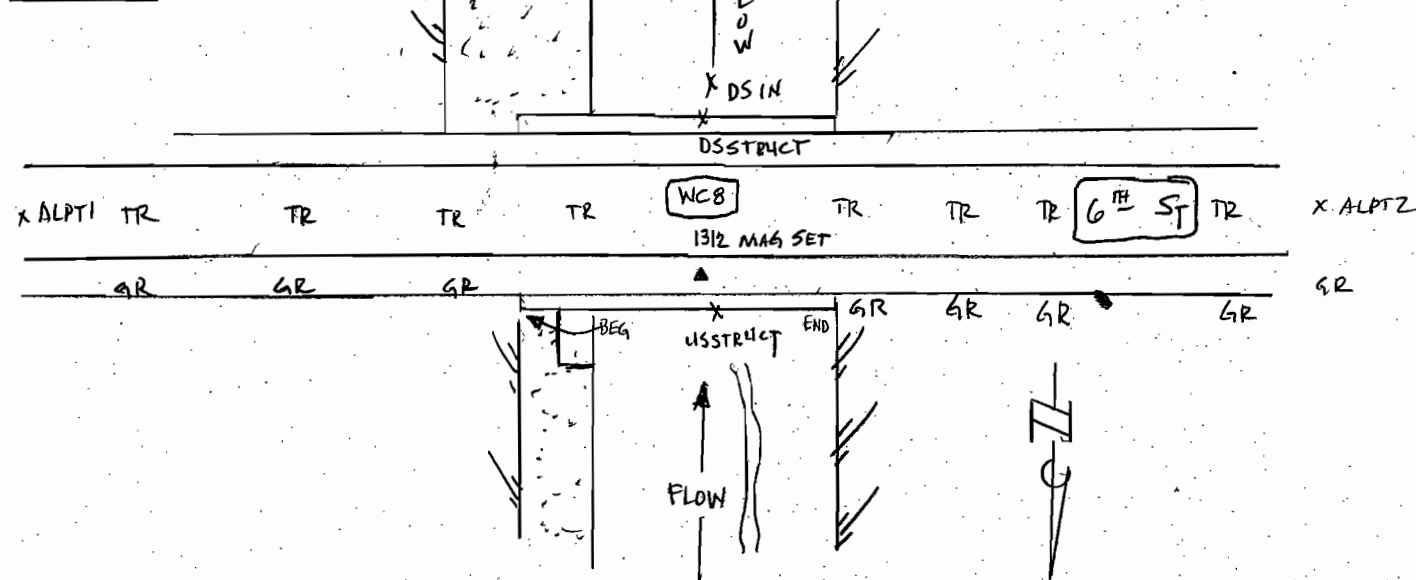 L
O
W
X DS IN
X
DSSTRUCT
WC8
X ALPT1 TR TR TR TR TR TR TR 6TH ST TR X ALPT2
1312 MAG SET
GR GR GR GR
BEG X END GR GR GR GR
USSTRUCT
FLOW
N